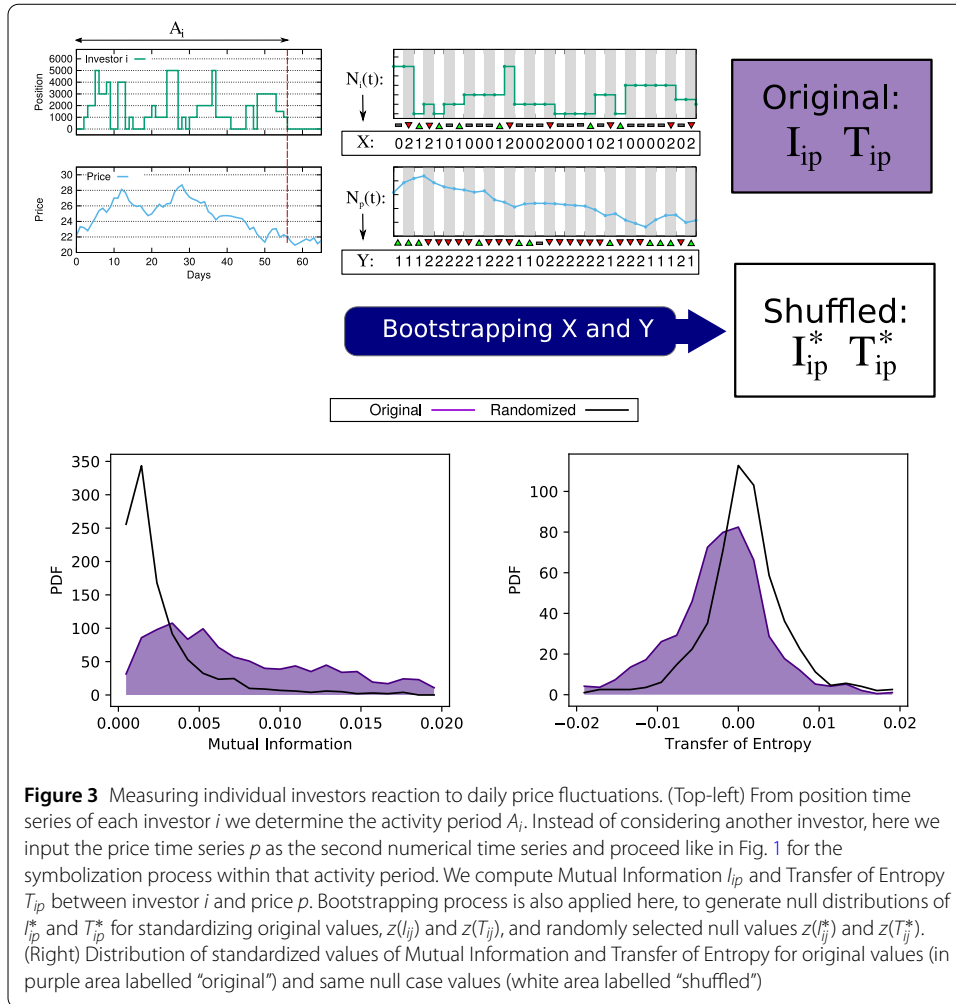 A_i
Investor i
Position
6000
5000
4000
3000
2000
1000
0
N_i(t):
X: 021121010001200020001021000020 2
Original:
I_ip T_ip
Price
Price
30
28
26
24
22
20
0 10 20 30 40 50 60
Days
N_p(t):
Y: 111222221222110222222122211121
Bootstrapping X and Y
Shuffled:
I*_ip T*_ip
Original Randomized
PDF
350
300
250
200
150
100
50
0
0.000 0.005 0.010 0.015 0.020
Mutual Information
PDF
100
80
60
40
20
0
−0.02 −0.01 0.00 0.01 0.02
Transfer of Entropy
Figure 3 Measuring individual investors reaction to daily price fluctuations. (Top-left) From position time
series of each investor i we determine the activity period A_i. Instead of considering another investor, here we
input the price time series p as the second numerical time series and proceed like in Fig. 1 for the
symbolization process within that activity period. We compute Mutual Information I_ip and Transfer of Entropy
T_ip between investor i and price p. Bootstrapping process is also applied here, to generate null distributions of
I*_ip and T*_ip for standardizing original values, z(I_ij) and z(T_ij), and randomly selected null values z(I*_ij) and z(T*_ij).
(Right) Distribution of standardized values of Mutual Information and Transfer of Entropy for original values (in
purple area labelled “original”) and same null case values (white area labelled “shuffled”)